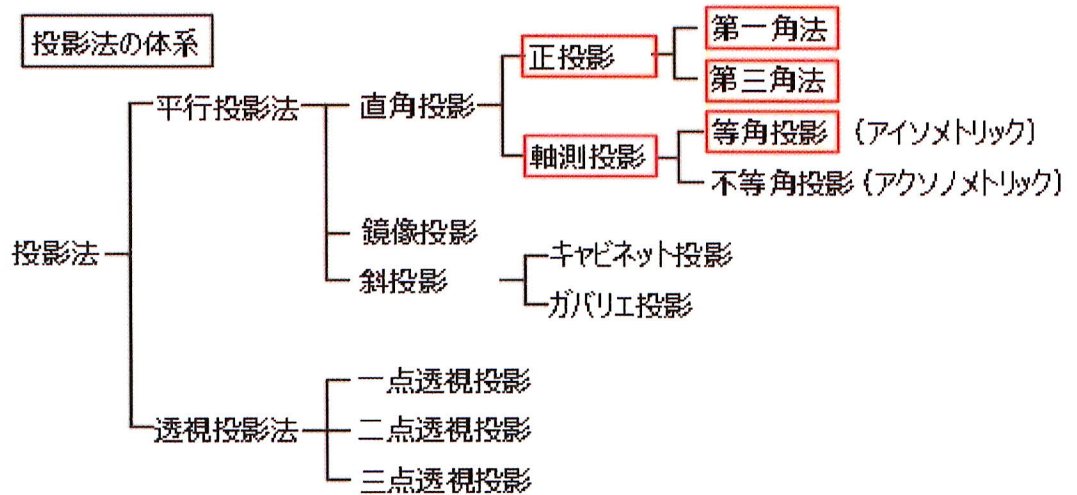 投影法の体系
投影法
平行投影法
直角投影
正投影
第一角法
第三角法
軸測投影
等角投影 (アイソメトリック)
不等角投影 (アクソノメトリック)
鏡像投影
斜投影
キャビネット投影
ガバリエ投影
透視投影法
一点透視投影
二点透視投影
三点透視投影